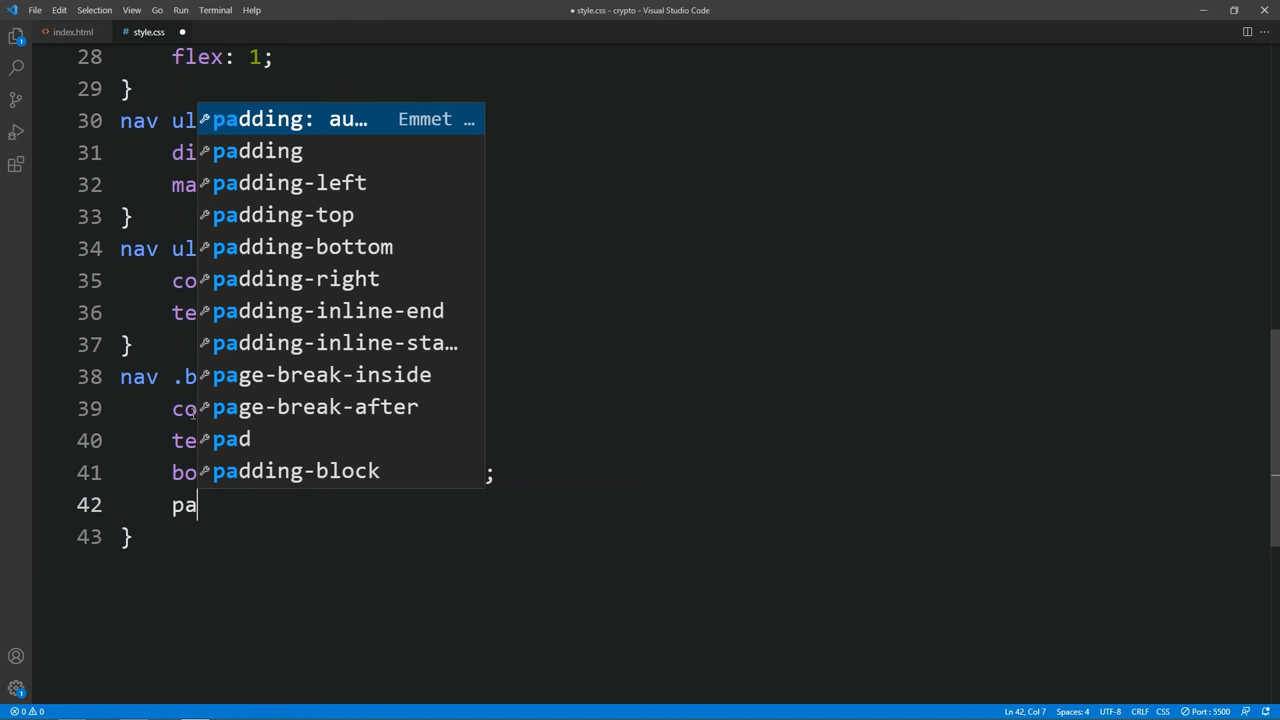 File Edit Selection View Go Run Terminal Help
● style.css - crypto - Visual Studio Code
<> index.html
# style.css ●
28 flex: 1;
29 }
30 nav ul
31 di
32 ma
33 }
34 nav ul
35 co
36 te
37 }
38 nav .b
39 co
40 te
41 bo ;
42 pa
43 }
padding: au… Emmet …
padding
padding-left
padding-top
padding-bottom
padding-right
padding-inline-end
padding-inline-sta…
page-break-inside
page-break-after
pad
padding-block
1
1
0 0
Ln 42, Col 7 Spaces: 4 UTF-8 CRLF CSS Port : 5500